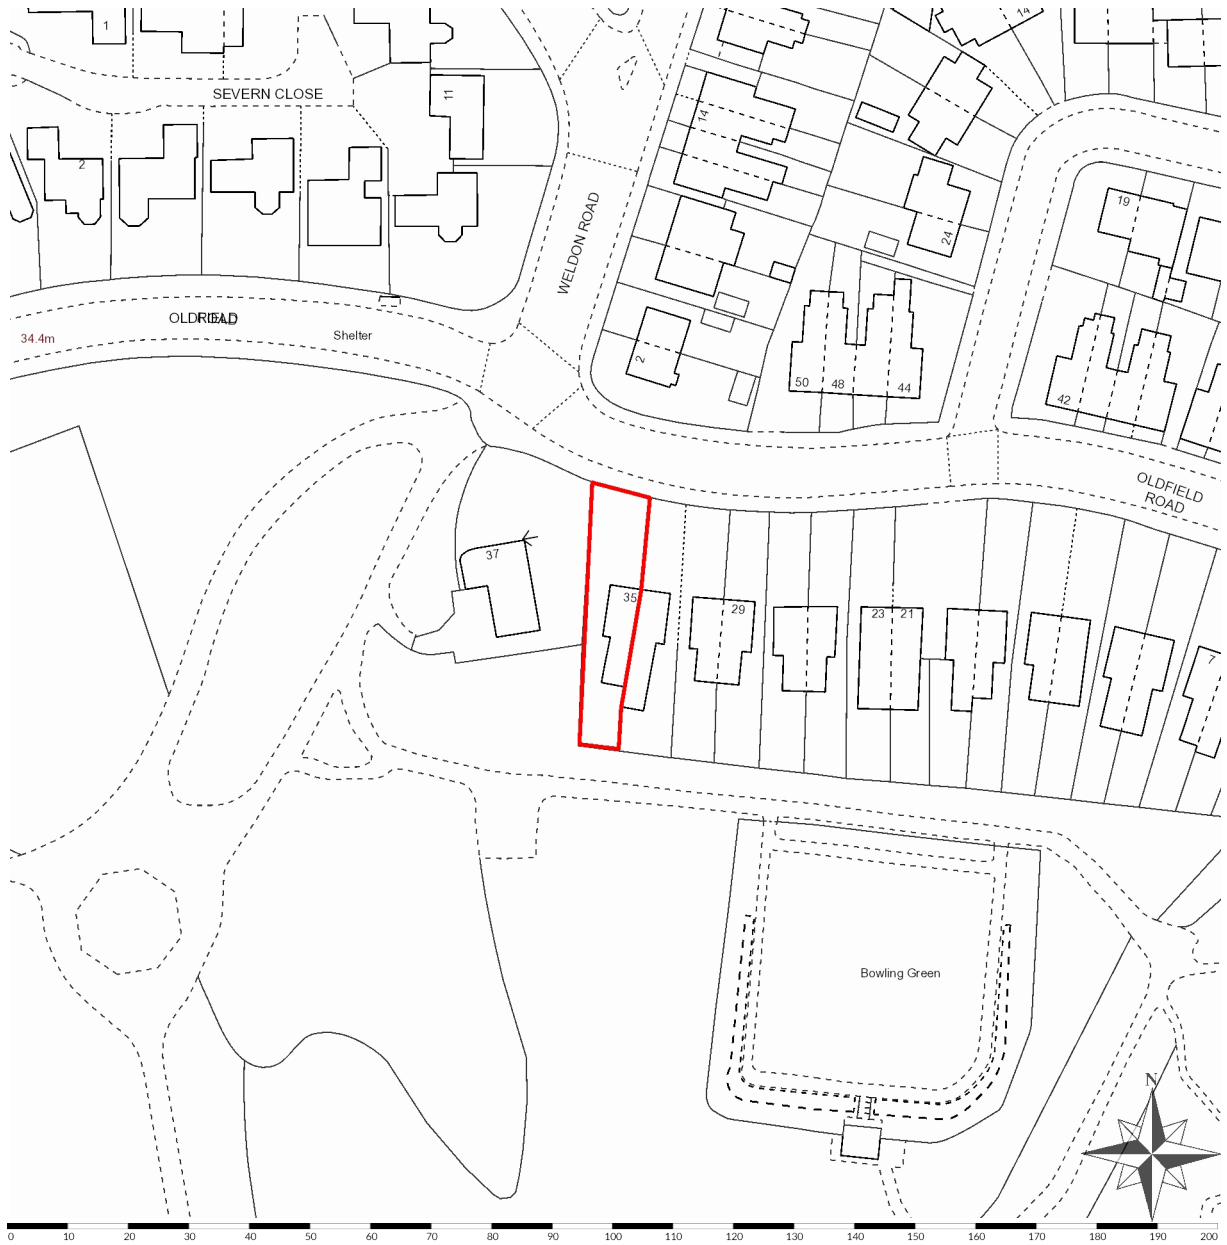 1
14
SEVERN CLOSE
11
14
2
19
WELDON ROAD
24
OLDFIELD
ROAD
Shelter
34.4m
2
50
48
44
42
OLDFIELD
ROAD
37
35
29
23
21
7
Bowling Green
N
0 10 20 30 40 50 60 70 80 90 100 110 120 130 140 150 160 170 180 190 200